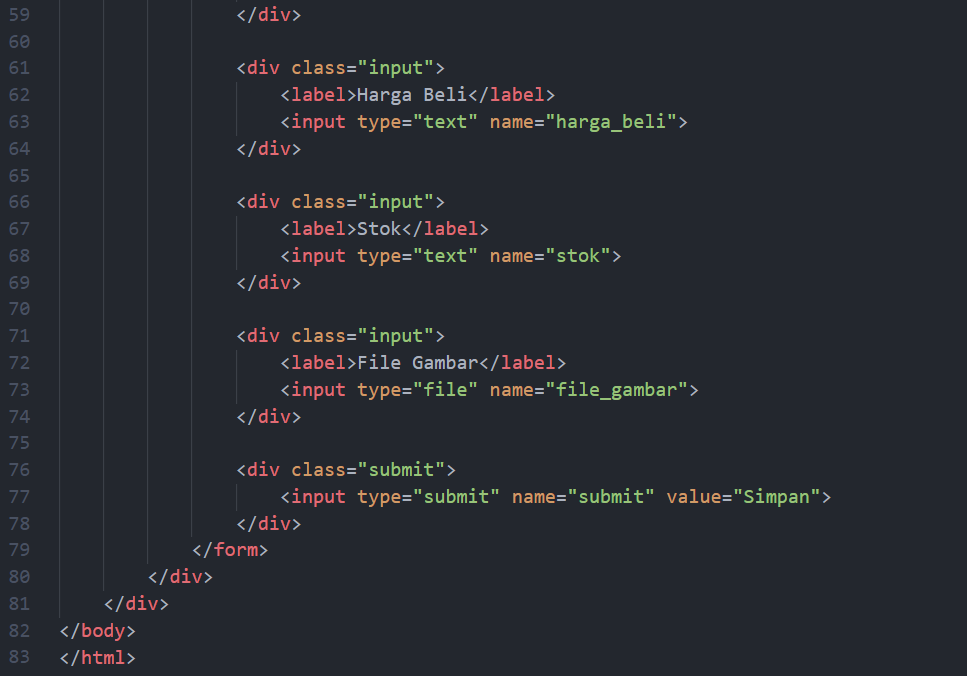 59 </div>
60
61 <div class="input">
62 <label>Harga Beli</label>
63 <input type="text" name="harga_beli">
64 </div>
65
66 <div class="input">
67 <label>Stok</label>
68 <input type="text" name="stok">
69 </div>
70
71 <div class="input">
72 <label>File Gambar</label>
73 <input type="file" name="file_gambar">
74 </div>
75
76 <div class="submit">
77 <input type="submit" name="submit" value="Simpan">
78 </div>
79 </form>
80 </div>
81 </div>
82 </body>
83 </html>